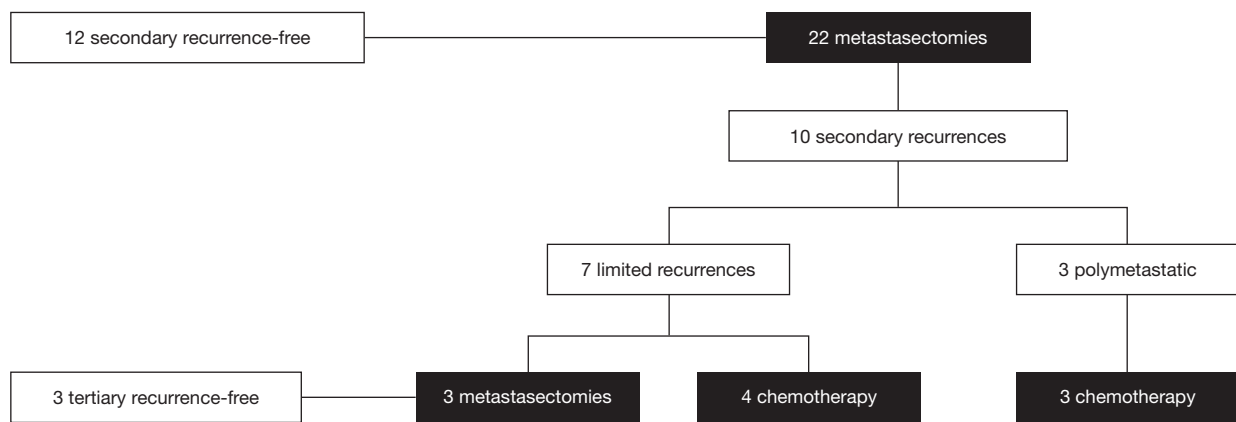 12 secondary recurrence-free
22 metastasectomies
10 secondary recurrences
7 limited recurrences
3 polymetastatic
3 tertiary recurrence-free
3 metastasectomies
4 chemotherapy
3 chemotherapy